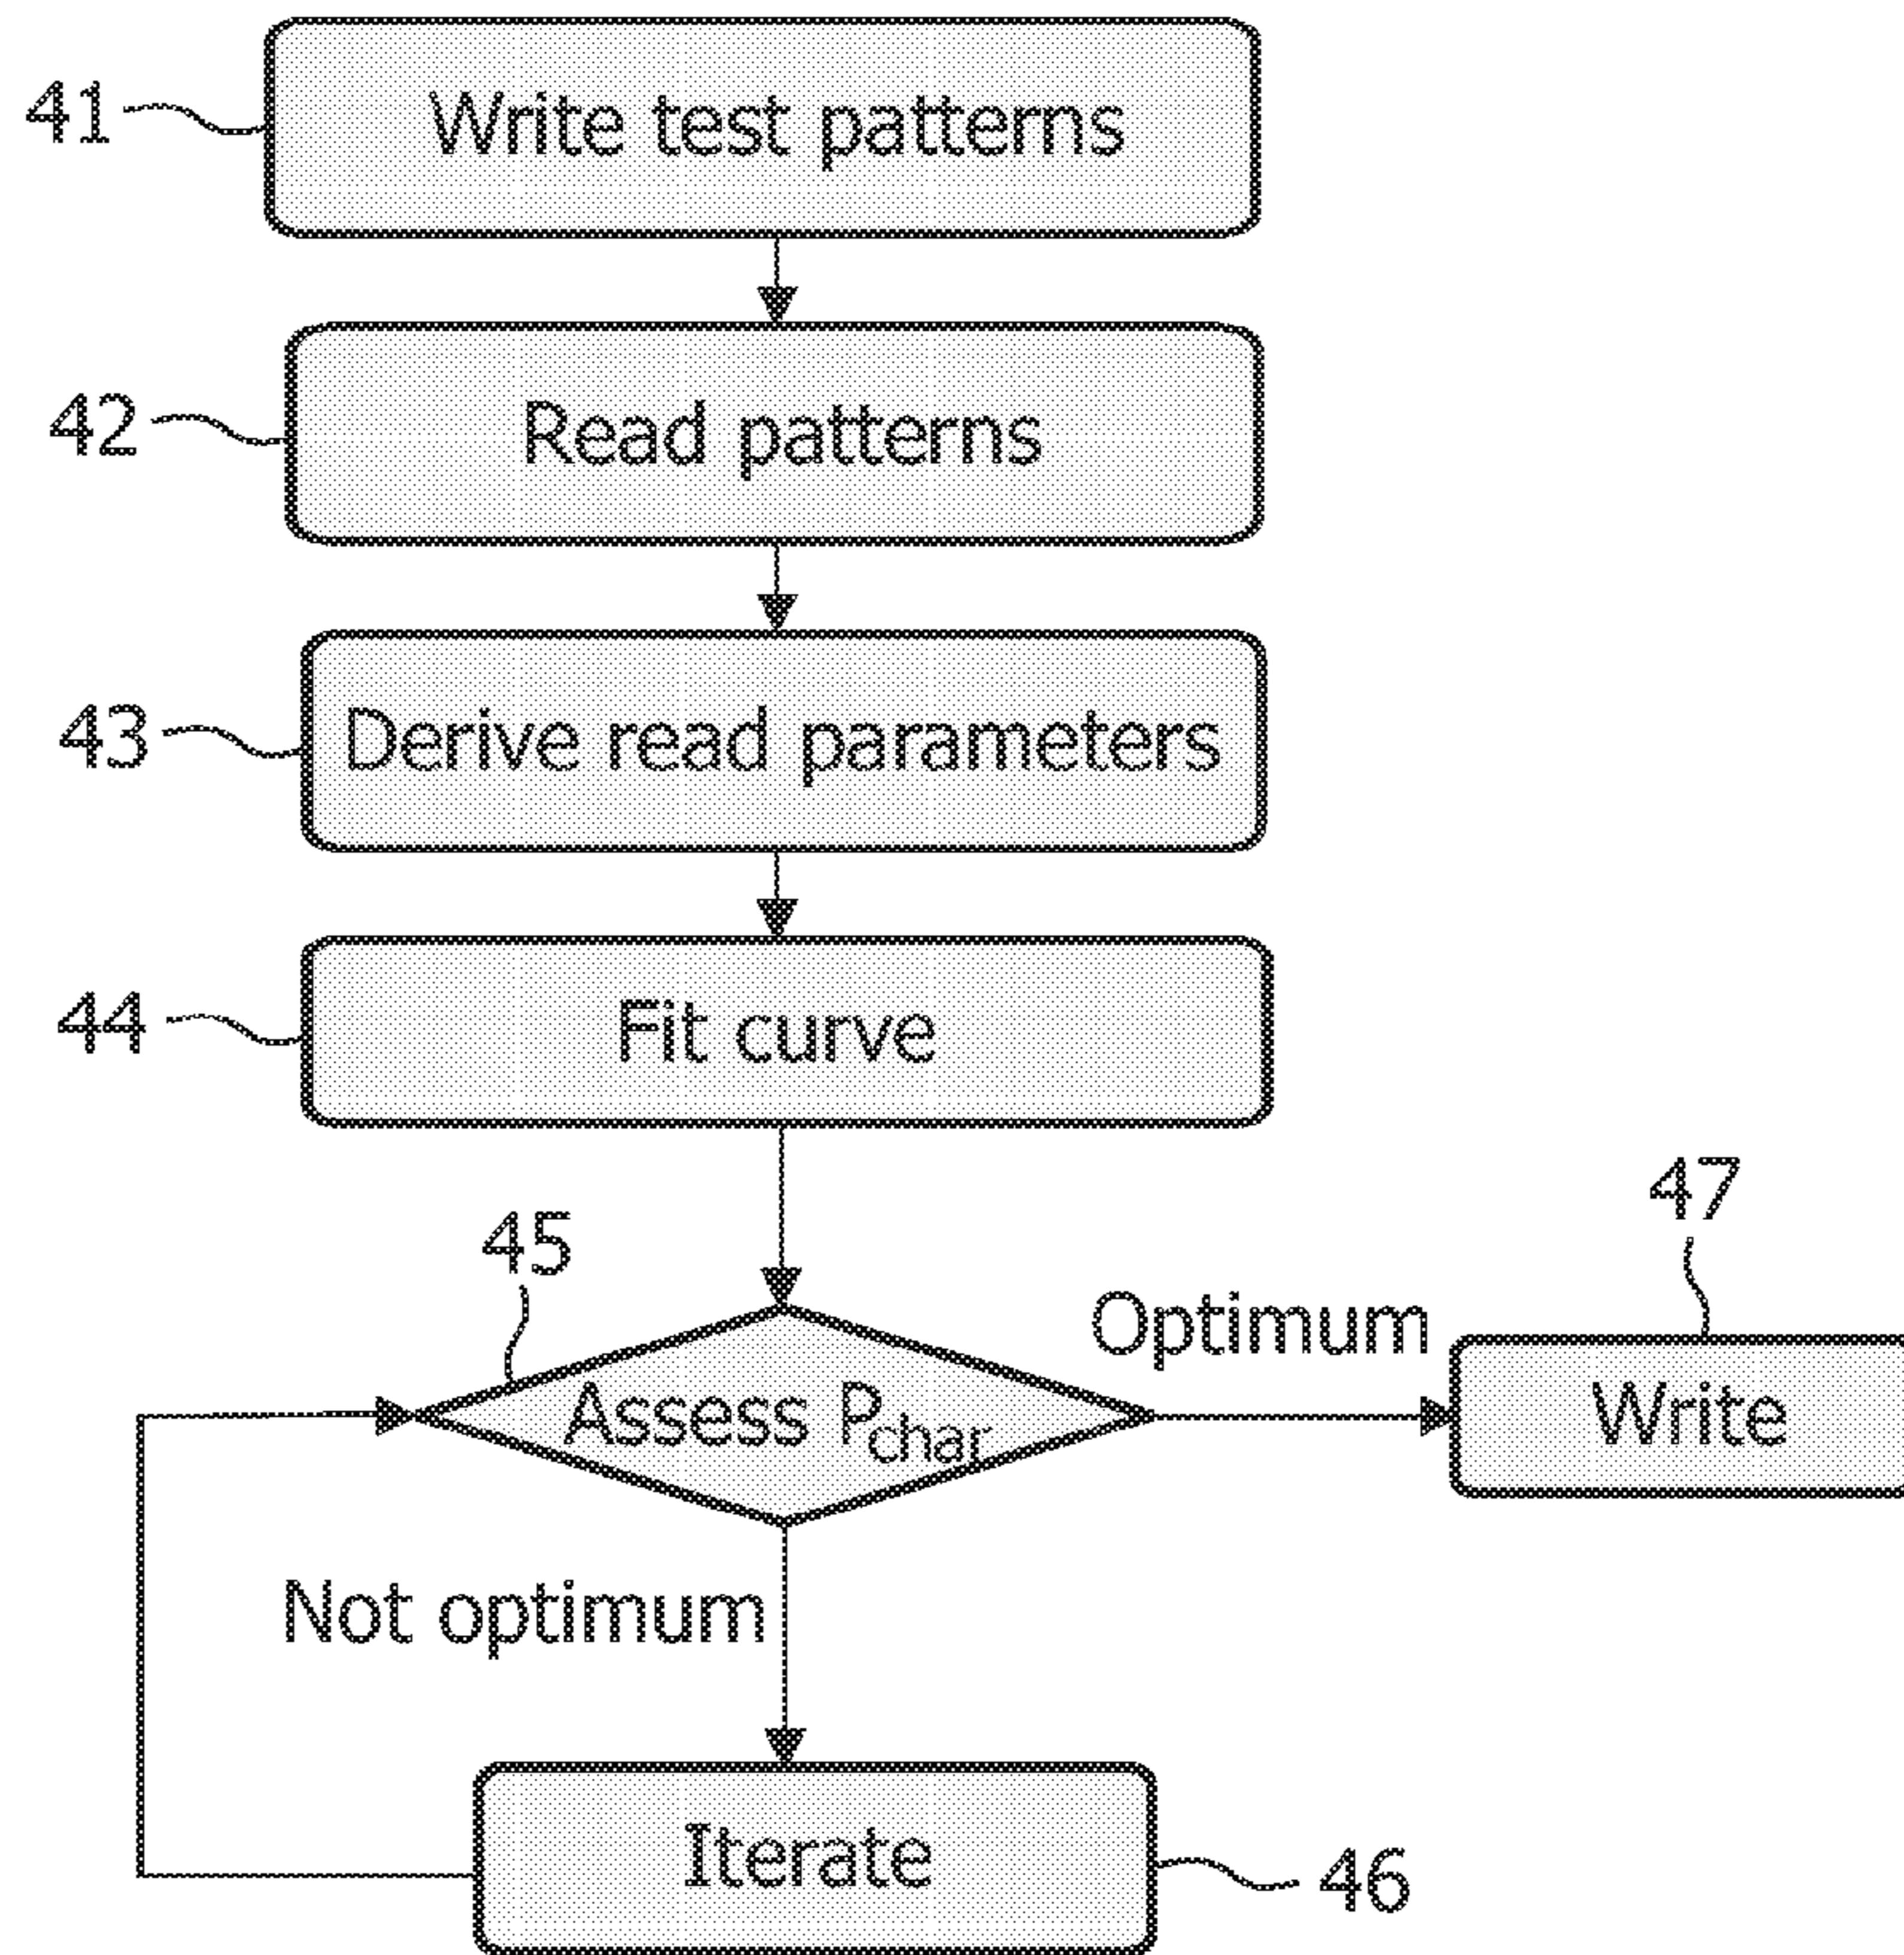 41
Write test patterns
42
Read patterns
43
Derive read parameters
44
Fit curve
45
47
Optimum
Assess Pchar
Write
Not optimum
Iterate
46